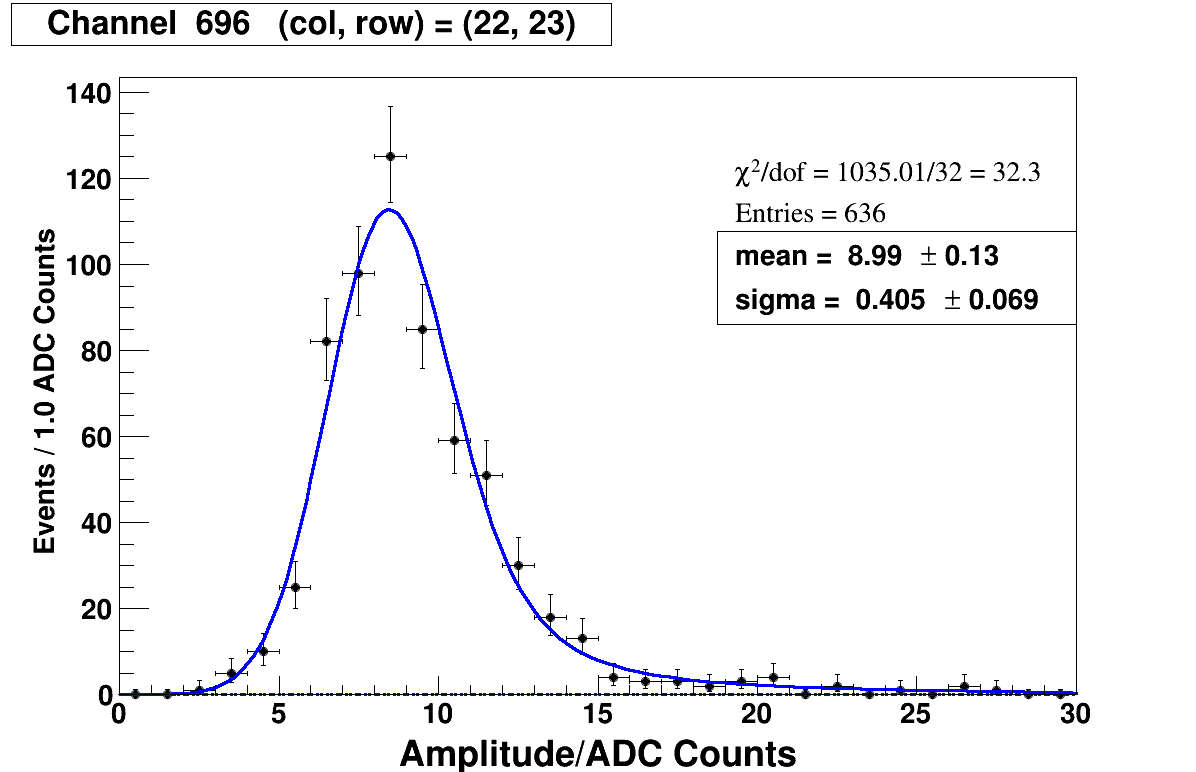 Channel 696 (col, row) = (22, 23)
Events / 1.0 ADC Counts
140
120
100
80
60
40
20
0
χ²/dof = 1035.01/32 = 32.3
Entries = 636
mean = 8.99 ± 0.13
sigma = 0.405 ± 0.069
0 5 10 15 20 25 30
Amplitude/ADC Counts